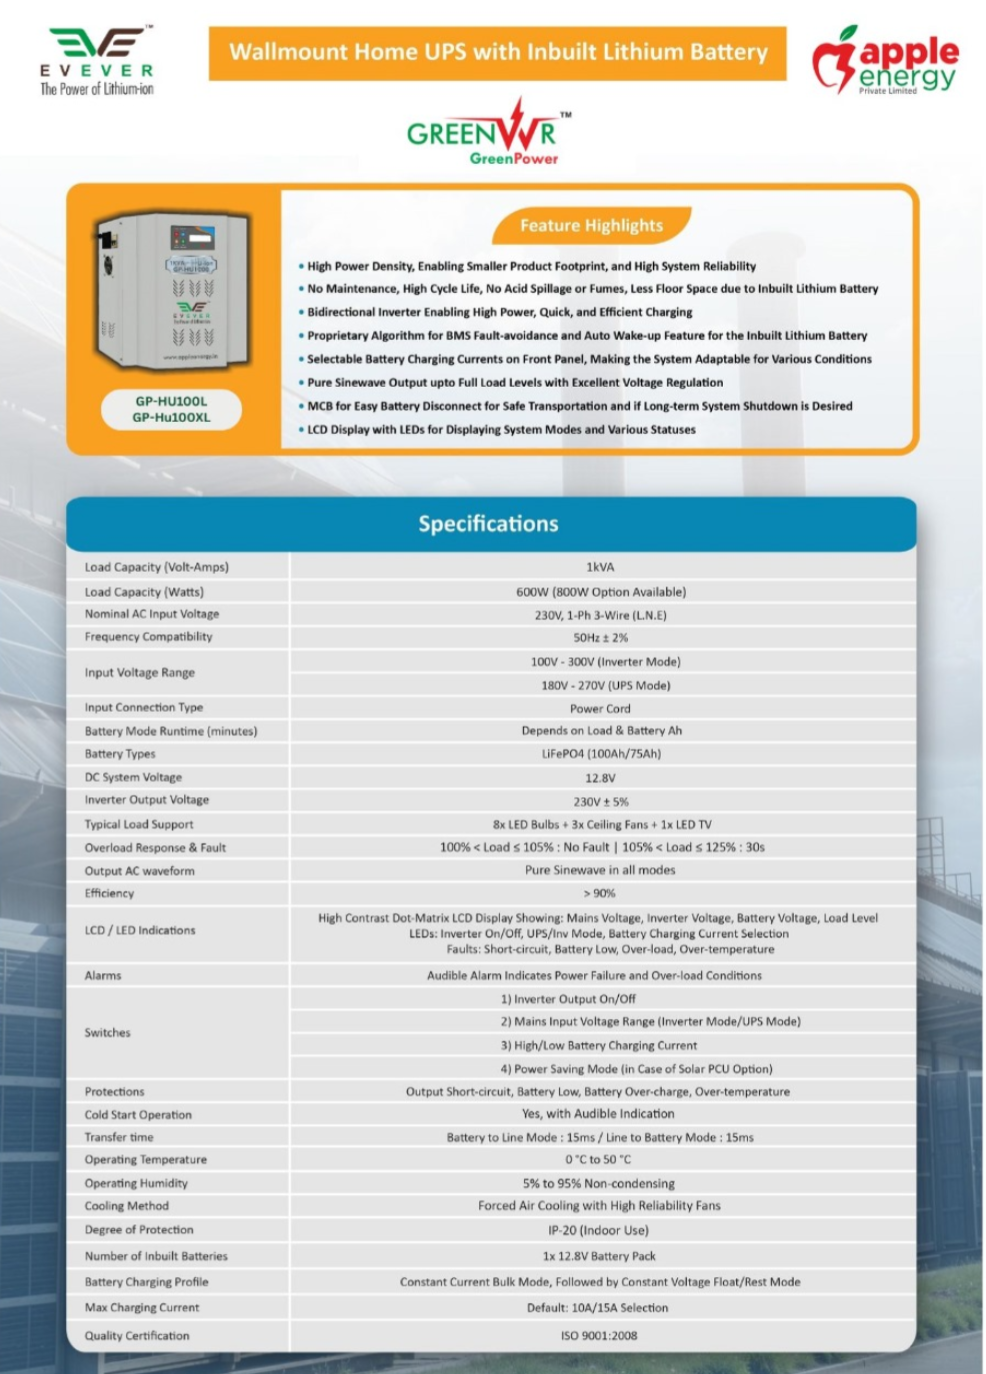 EVEVER
The Power of Lithium-ion
Wallmount Home UPS with Inbuilt Lithium Battery
apple
energy
Private Limited
GREENWR™
GreenPower
GP-HU100L
GP-Hu100XL
Feature Highlights
• High Power Density, Enabling Smaller Product Footprint, and High System Reliability
• No Maintenance, High Cycle Life, No Acid Spillage or Fumes, Less Floor Space due to Inbuilt Lithium Battery
• Bidirectional Inverter Enabling High Power, Quick, and Efficient Charging
• Proprietary Algorithm for BMS Fault-avoidance and Auto Wake-up Feature for the Inbuilt Lithium Battery
• Selectable Battery Charging Currents on Front Panel, Making the System Adaptable for Various Conditions
• Pure Sinewave Output upto Full Load Levels with Excellent Voltage Regulation
• MCB for Easy Battery Disconnect for Safe Transportation and if Long-term System Shutdown is Desired
• LCD Display with LEDs for Displaying System Modes and Various Statuses
EVEVER
www.appleenergy.in
Specifications
Load Capacity (Volt-Amps) 1kVA
Load Capacity (Watts) 600W (800W Option Available)
Nominal AC Input Voltage 230V, 1-Ph 3-Wire (L.N.E)
Frequency Compatibility 50Hz ± 2%
Input Voltage Range 100V - 300V (Inverter Mode)
180V - 270V (UPS Mode)
Input Connection Type Power Cord
Battery Mode Runtime (minutes) Depends on Load & Battery Ah
Battery Types LiFePO4 (100Ah/75Ah)
DC System Voltage 12.8V
Inverter Output Voltage 230V ± 5%
Typical Load Support 8x LED Bulbs + 3x Ceiling Fans + 1x LED TV
Overload Response & Fault 100% < Load ≤ 105% : No Fault | 105% < Load ≤ 125% : 30s
Output AC waveform Pure Sinewave in all modes
Efficiency > 90%
LCD / LED Indications High Contrast Dot-Matrix LCD Display Showing: Mains Voltage, Inverter Voltage, Battery Voltage, Load Level
LEDs: Inverter On/Off, UPS/Inv Mode, Battery Charging Current Selection
Faults: Short-circuit, Battery Low, Over-load, Over-temperature
Alarms Audible Alarm Indicates Power Failure and Over-load Conditions
Switches 1) Inverter Output On/Off
2) Mains Input Voltage Range (Inverter Mode/UPS Mode)
3) High/Low Battery Charging Current
4) Power Saving Mode (in Case of Solar PCU Option)
Protections Output Short-circuit, Battery Low, Battery Over-charge, Over-temperature
Cold Start Operation Yes, with Audible Indication
Transfer time Battery to Line Mode : 15ms / Line to Battery Mode : 15ms
Operating Temperature 0 °C to 50 °C
Operating Humidity 5% to 95% Non-condensing
Cooling Method Forced Air Cooling with High Reliability Fans
Degree of Protection IP-20 (Indoor Use)
Number of Inbuilt Batteries 1x 12.8V Battery Pack
Battery Charging Profile Constant Current Bulk Mode, Followed by Constant Voltage Float/Rest Mode
Max Charging Current Default: 10A/15A Selection
Quality Certification ISO 9001:2008